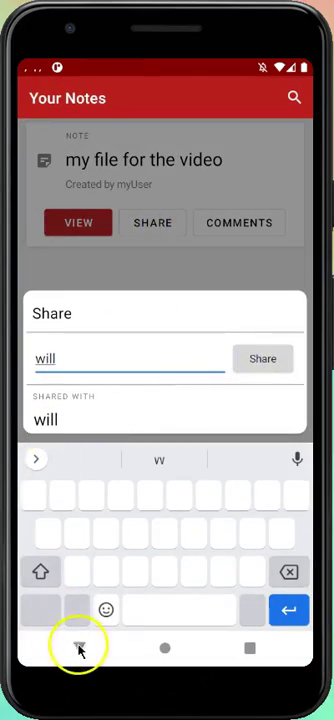 Your Notes
NOTE
my file for the video
Created by myUser
VIEW
SHARE
COMMENTS
Share
will
Share
SHARED WITH
will